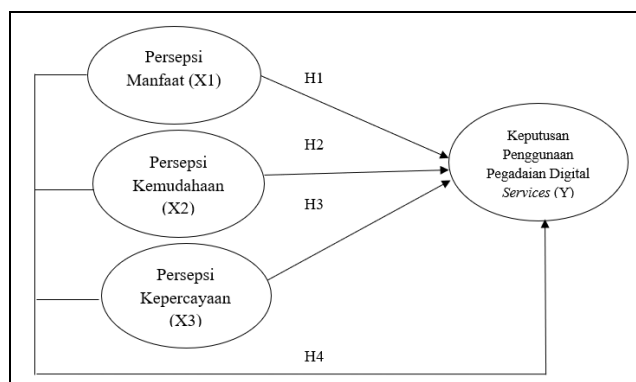 Persepsi
Manfaat (X1)
H1
H2
Persepsi
Kemudahaan
(X2)
Keputusan
Penggunaan
Pegadaian Digital
Services (Y)
H3
Persepsi
Kepercayaan
(X3)
H4